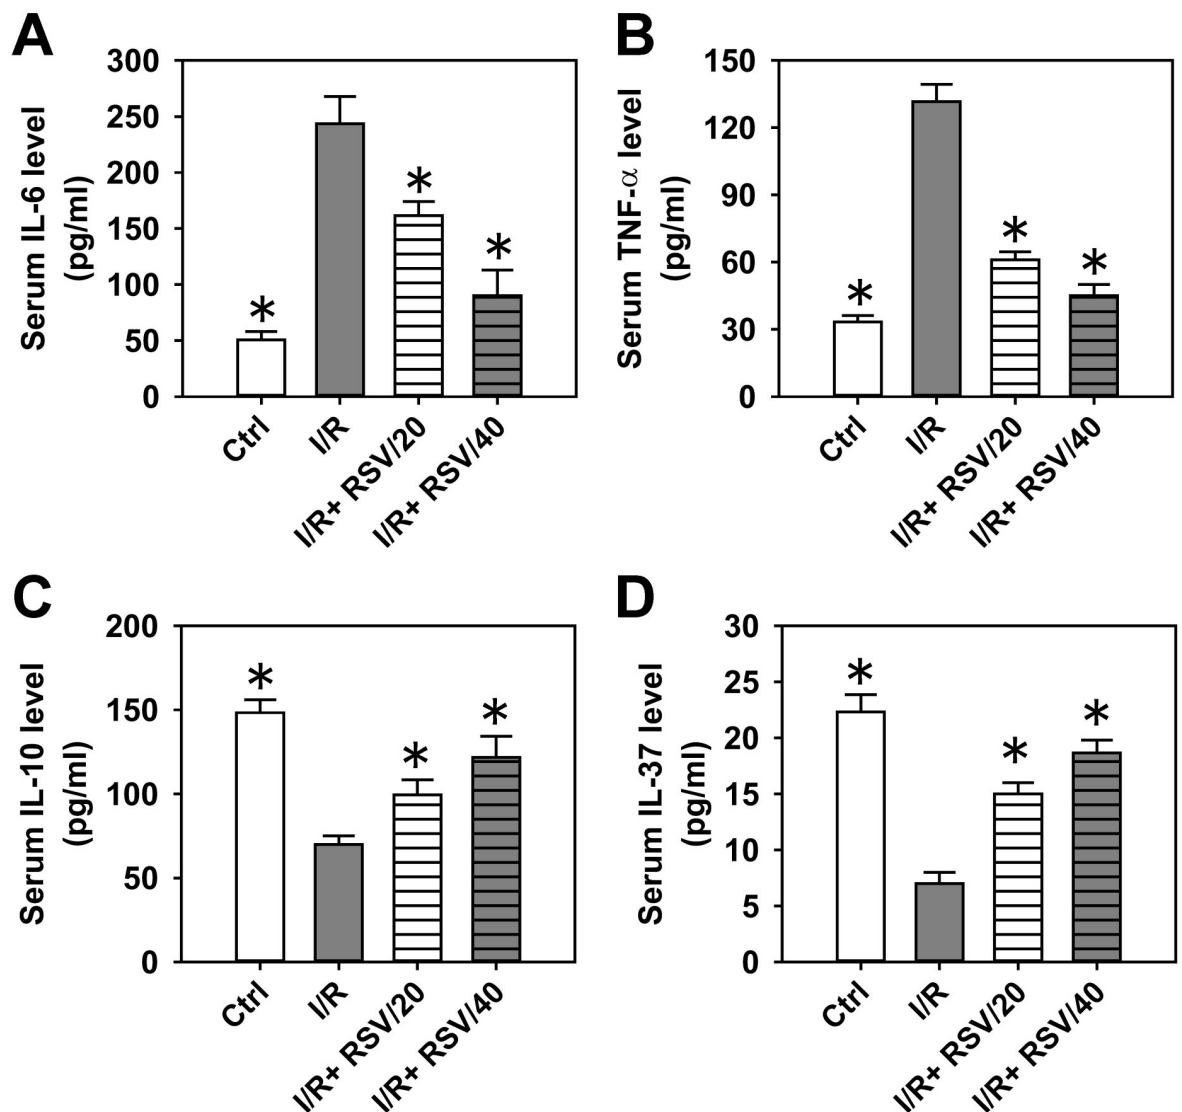 A
Serum IL-6 level
(pg/ml)
300
250
200
150
100
50
0
*
*
*
Ctrl
I/R
I/R+ RSV/20
I/R+ RSV/40
B
Serum TNF-α level
(pg/ml)
150
120
90
60
30
0
*
*
*
Ctrl
I/R
I/R+ RSV/20
I/R+ RSV/40
C
Serum IL-10 level
(pg/ml)
200
150
100
50
0
*
*
*
Ctrl
I/R
I/R+ RSV/20
I/R+ RSV/40
D
Serum IL-37 level
(pg/ml)
30
25
20
15
10
5
0
*
*
*
Ctrl
I/R
I/R+ RSV/20
I/R+ RSV/40